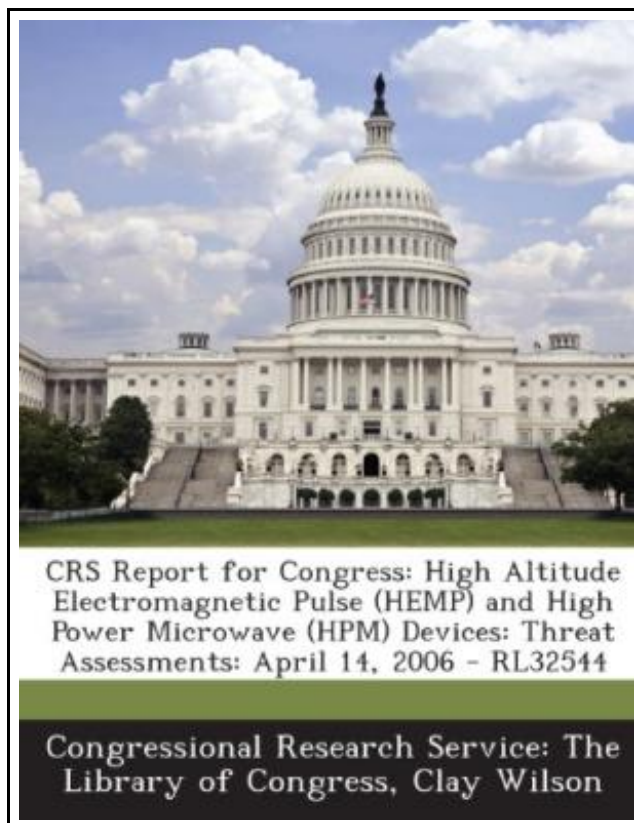 CRS Report for Congress: High Altitude
Electromagnetic Pulse (HEMP) and High
Power Microwave (HPM) Devices: Threat
Assessments: April 14, 2006 - RL32544
Congressional Research Service: The
Library of Congress, Clay Wilson